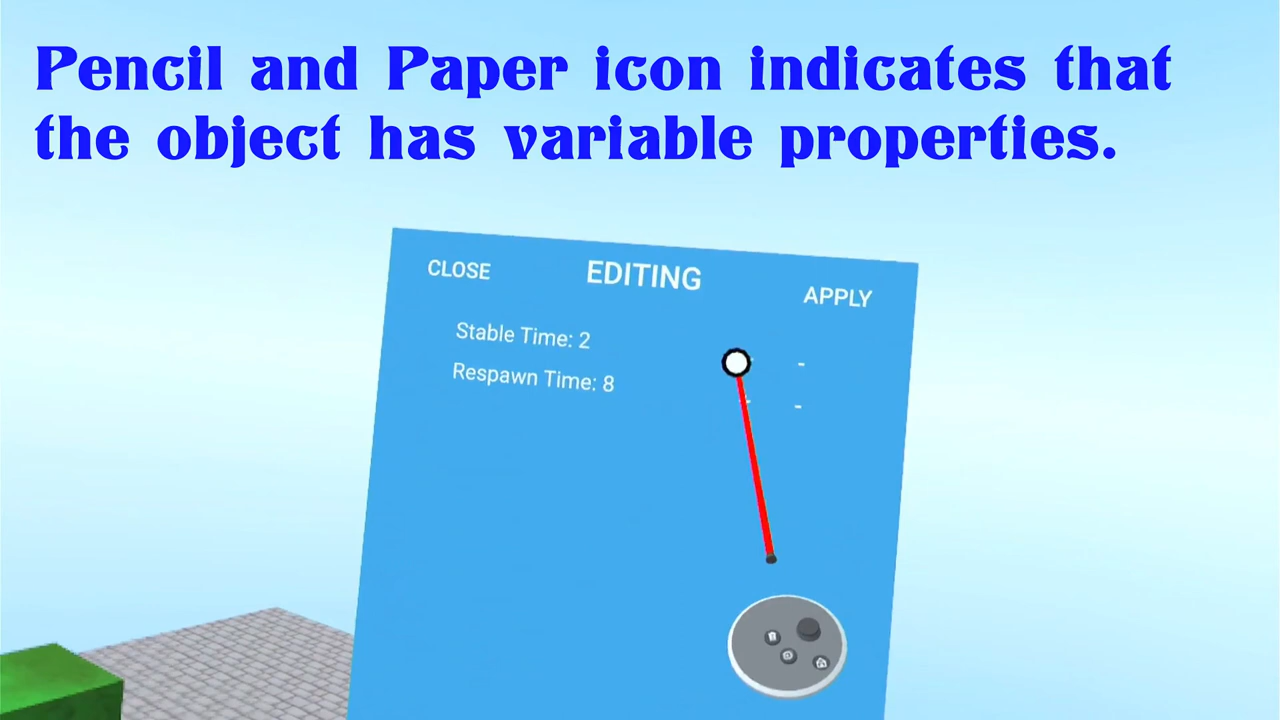 Pencil and Paper icon indicates that
the object has variable properties.
CLOSE EDITING APPLY
Stable Time: 2 -
Respawn Time: 8 + -